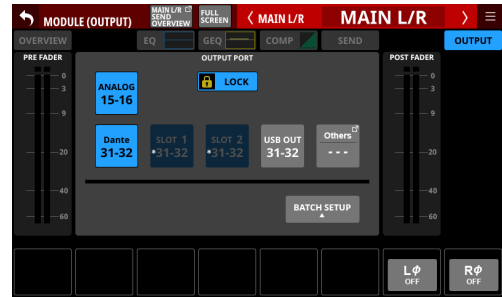 MODULE (OUTPUT)
MAIN L/R
SEND
OVERVIEW
FULL
SCREEN
MAIN L/R
MAIN L/R
OVERVIEW
EQ
GEQ
COMP
SEND
OUTPUT
PRE FADER
OUTPUT PORT
POST FADER
0
3
9
20
40
60
ANALOG
15-16
LOCK
Dante
31-32
SLOT 1
*31-32
SLOT 2
*31-32
USB OUT
31-32
Others
---
BATCH SETUP
0
3
9
20
40
60
Lφ
OFF
Rφ
OFF